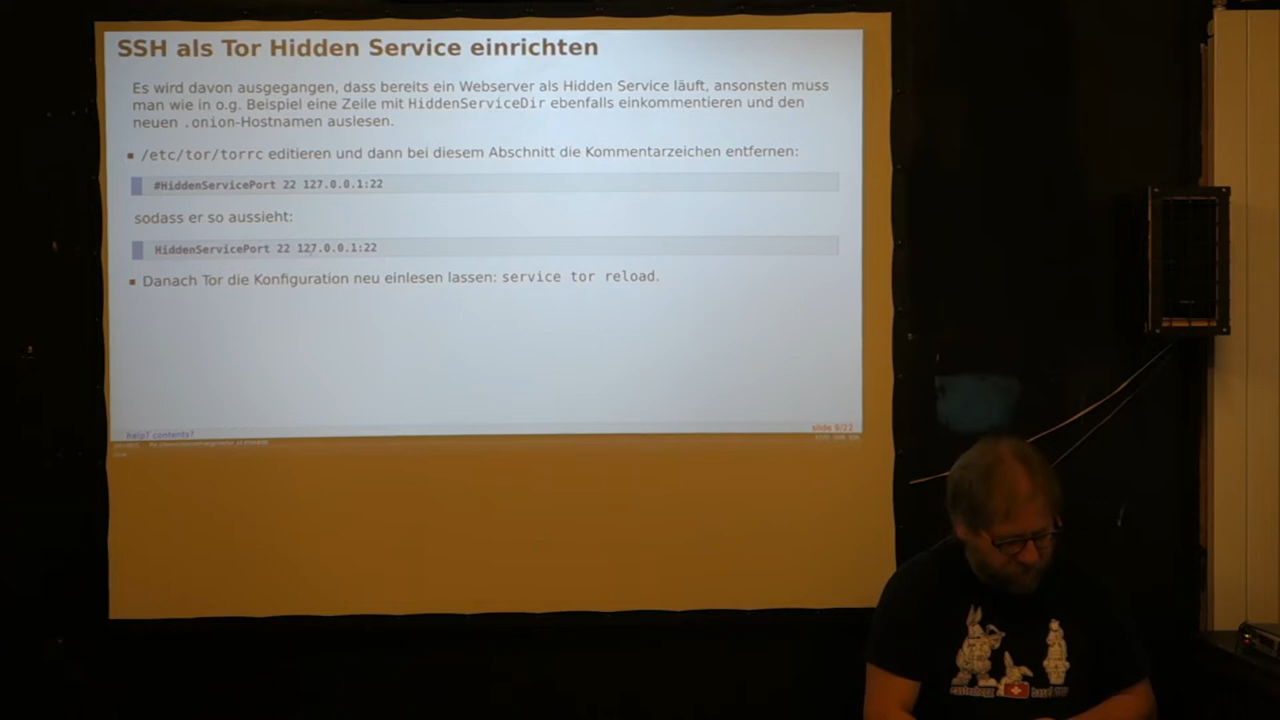 SSH als Tor Hidden Service einrichten
Es wird davon ausgegangen, dass bereits ein Webserver als Hidden Service läuft, ansonsten muss
man wie in o.g. Beispiel eine Zeile mit HiddenServiceDir ebenfalls einkommentieren und den
neuen .onion-Hostnamen auslesen.
▪ /etc/tor/torrc editieren und dann bei diesem Abschnitt die Kommentarzeichen entfernen:
#HiddenServicePort 22 127.0.0.1:22
sodass er so aussieht:
HiddenServicePort 22 127.0.0.1:22
▪ Danach Tor die Konfiguration neu einlesen lassen: service tor reload.
help? contents?
slide 9/22